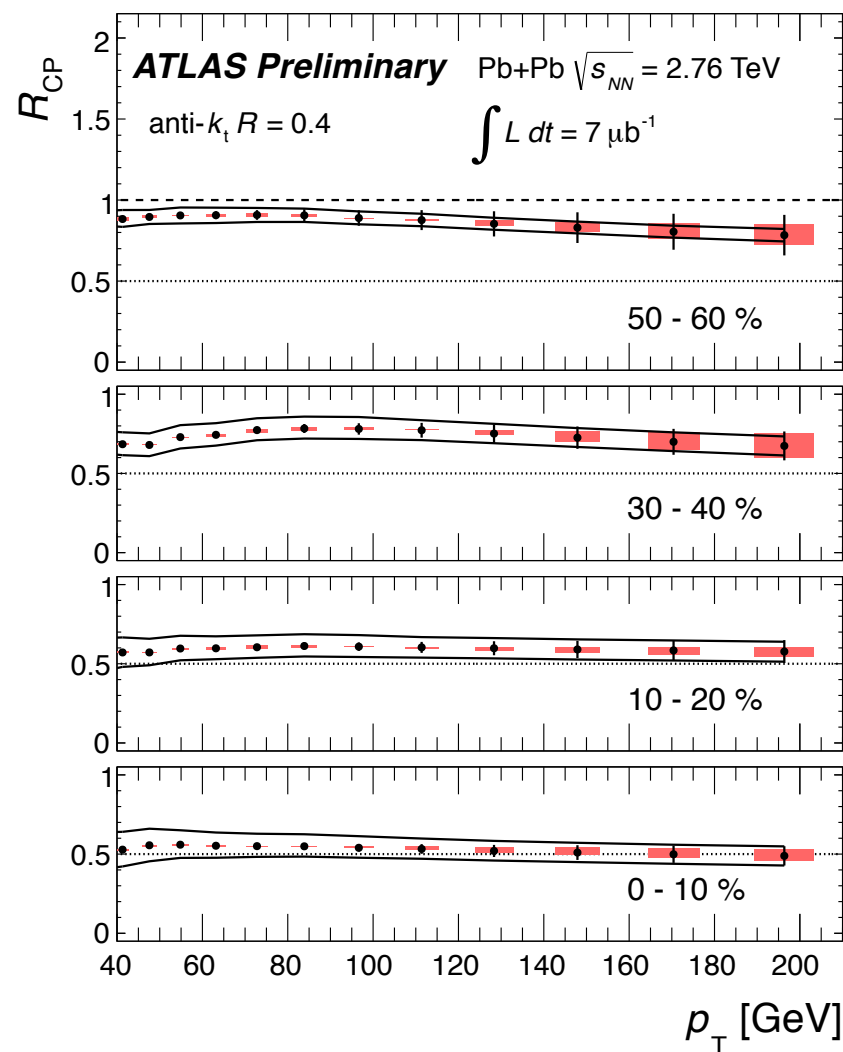 R_CP
2
ATLAS Preliminary Pb+Pb √s_NN = 2.76 TeV
1.5
anti-k_t R = 0.4 ∫ L dt = 7 μb⁻¹
1
0.5
50 - 60 %
0
1
0.5
30 - 40 %
0
1
0.5
10 - 20 %
0
1
0.5
0 - 10 %
0
40 60 80 100 120 140 160 180 200
p_T [GeV]